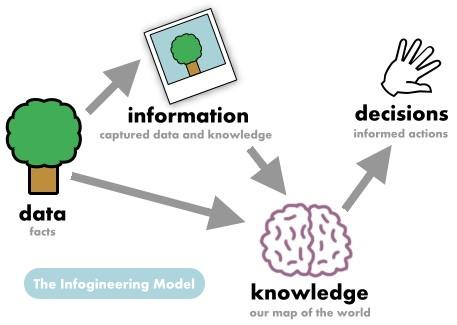 information
captured data and knowledge
decisions
informed actions
data
facts
The Infogineering Model
knowledge
our map of the world